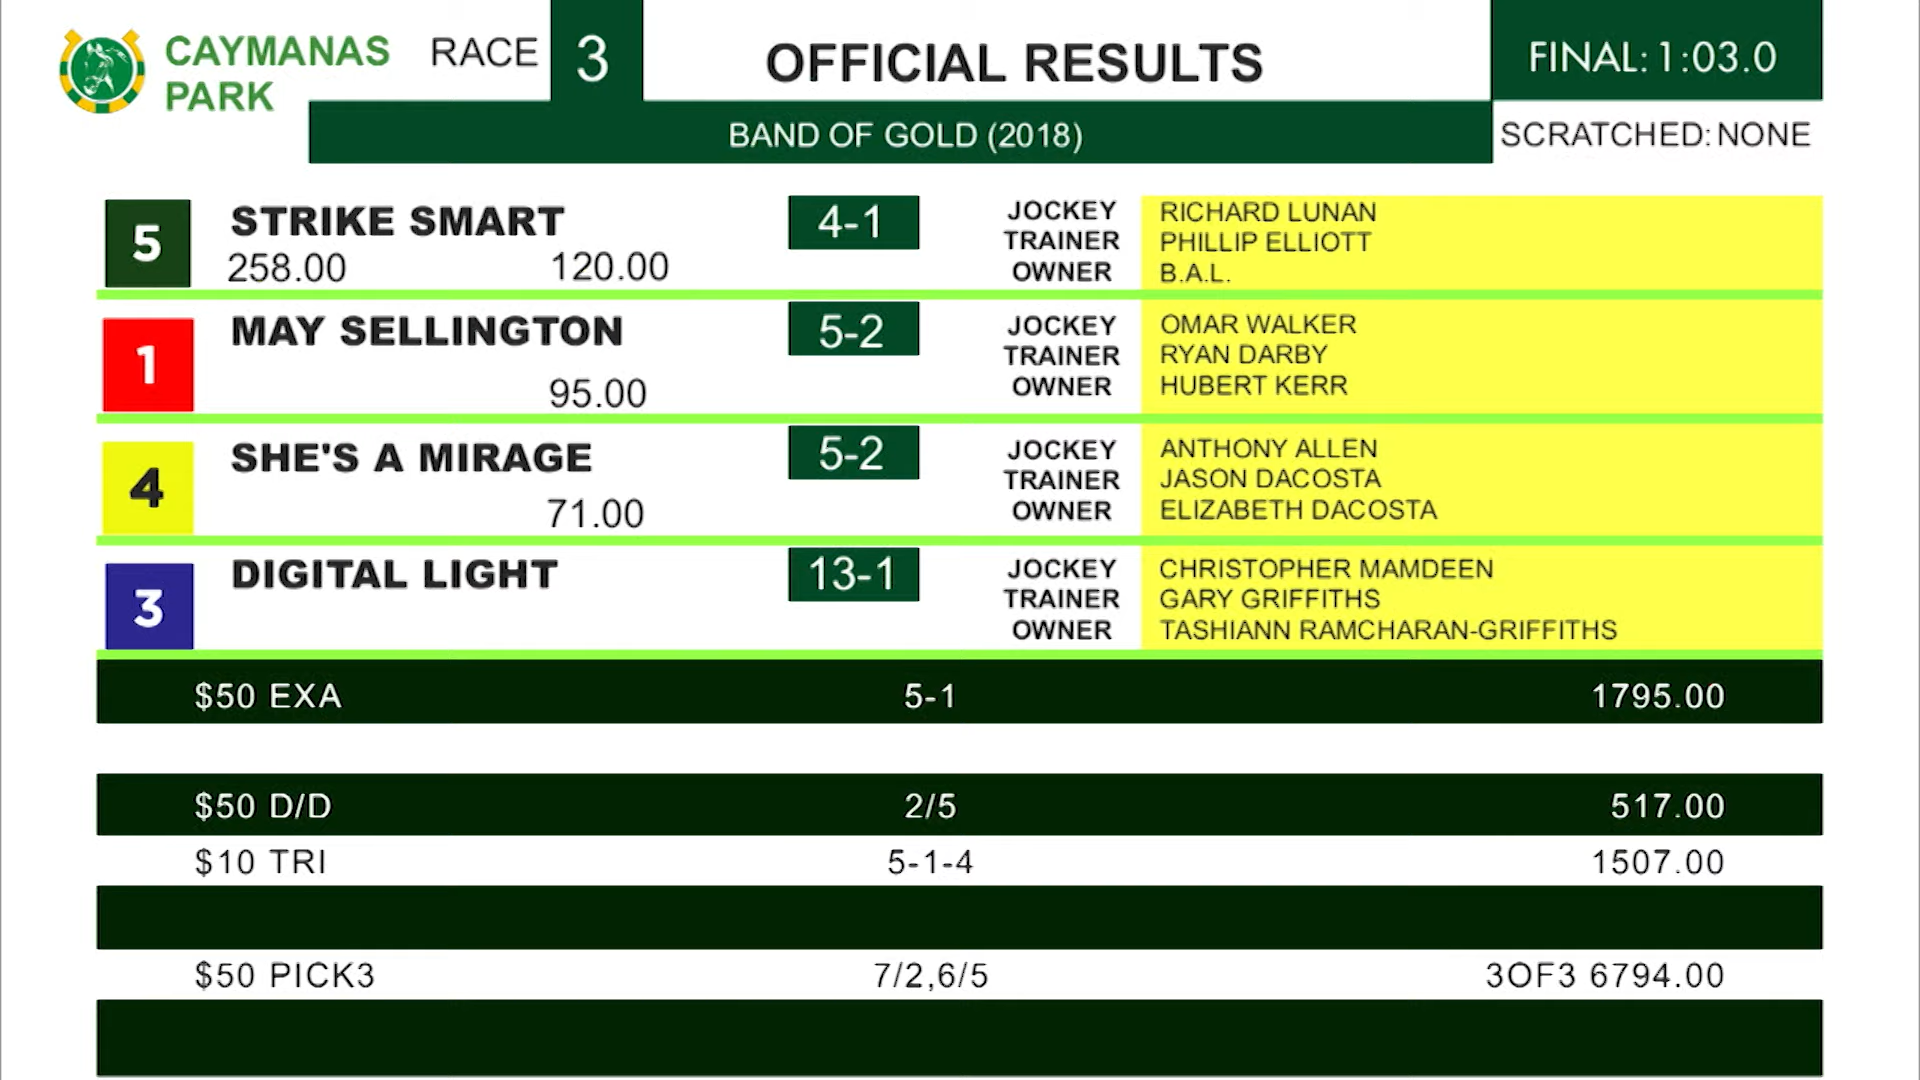 CAYMANAS PARK
RACE 3
OFFICIAL RESULTS
FINAL: 1:03.0
BAND OF GOLD (2018)
SCRATCHED: NONE
5 STRIKE SMART 4-1
258.00 120.00
JOCKEY RICHARD LUNAN
TRAINER PHILLIP ELLIOTT
OWNER B.A.L.
1 MAY SELLINGTON 5-2
95.00
JOCKEY OMAR WALKER
TRAINER RYAN DARBY
OWNER HUBERT KERR
4 SHE'S A MIRAGE 5-2
71.00
JOCKEY ANTHONY ALLEN
TRAINER JASON DACOSTA
OWNER ELIZABETH DACOSTA
3 DIGITAL LIGHT 13-1
JOCKEY CHRISTOPHER MAMDEEN
TRAINER GARY GRIFFITHS
OWNER TASHIANN RAMCHARAN-GRIFFITHS
$50 EXA 5-1 1795.00
$50 D/D 2/5 517.00
$10 TRI 5-1-4 1507.00
$50 PICK3 7/2,6/5 3OF3 6794.00